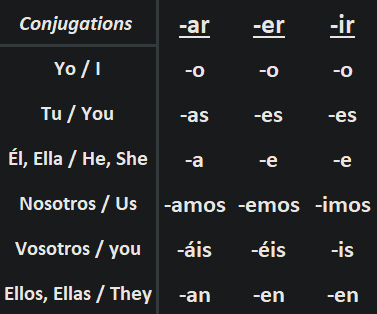 Conjugations -ar -er -ir
Yo / I -o -o -o
Tu / You -as -es -es
Él, Ella / He, She -a -e -e
Nosotros / Us -amos -emos -imos
Vosotros / you -áis -éis -is
Ellos, Ellas / They -an -en -en